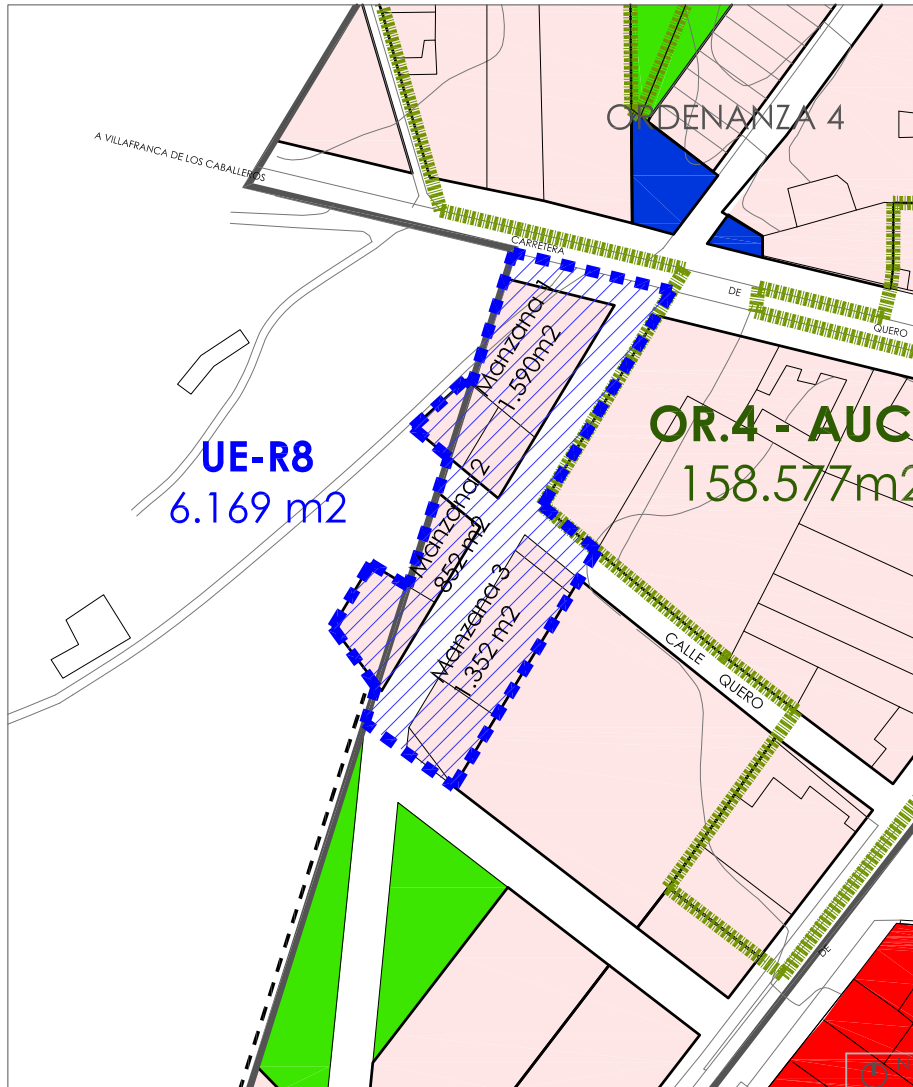 ORDENANZA 4
A VILLAFRANCA DE LOS CABALLEROS
CARRETERA
DE
QUERO
Manzana 1
1.590m2
OR.4 - AUC
158.577m2
UE-R8
6.169 m2
Manzana 2
852 m2
Manzana 3
1.352 m2
CALLE
QUERO
DE
N